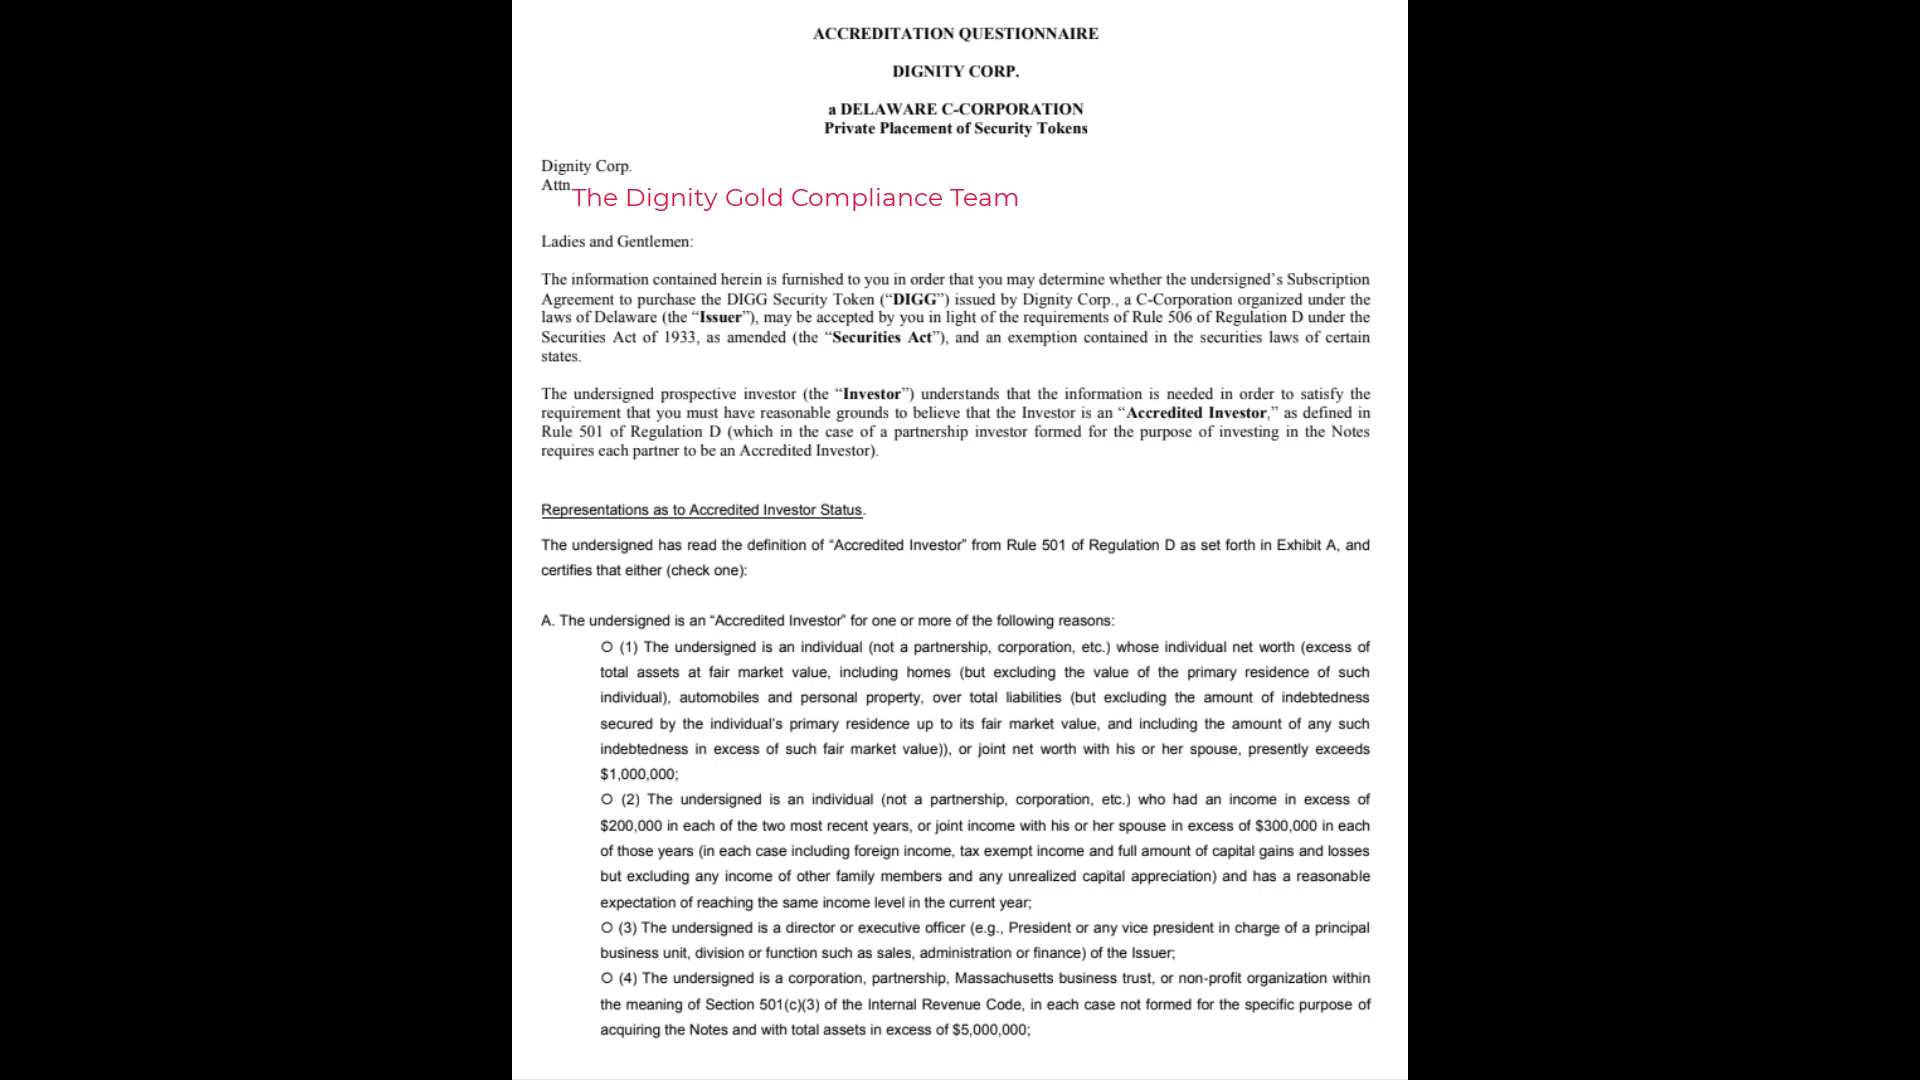 ACCREDITATION QUESTIONNAIRE
DIGNITY CORP.
a DELAWARE C-CORPORATION
Private Placement of Security Tokens
Dignity Corp.
Attn
The Dignity Gold Compliance Team
Ladies and Gentlemen:
The information contained herein is furnished to you in order that you may determine whether the undersigned’s Subscription
Agreement to purchase the DIGG Security Token (“DIGG”) issued by Dignity Corp., a C-Corporation organized under the
laws of Delaware (the “Issuer”), may be accepted by you in light of the requirements of Rule 506 of Regulation D under the
Securities Act of 1933, as amended (the “Securities Act”), and an exemption contained in the securities laws of certain
states.
The undersigned prospective investor (the “Investor”) understands that the information is needed in order to satisfy the
requirement that you must have reasonable grounds to believe that the Investor is an “Accredited Investor,” as defined in
Rule 501 of Regulation D (which in the case of a partnership investor formed for the purpose of investing in the Notes
requires each partner to be an Accredited Investor).
Representations as to Accredited Investor Status.
The undersigned has read the definition of “Accredited Investor” from Rule 501 of Regulation D as set forth in Exhibit A, and
certifies that either (check one):
A. The undersigned is an “Accredited Investor” for one or more of the following reasons:
O (1) The undersigned is an individual (not a partnership, corporation, etc.) whose individual net worth (excess of
total assets at fair market value, including homes (but excluding the value of the primary residence of such
individual), automobiles and personal property, over total liabilities (but excluding the amount of indebtedness
secured by the individual’s primary residence up to its fair market value, and including the amount of any such
indebtedness in excess of such fair market value)), or joint net worth with his or her spouse, presently exceeds
$1,000,000;
O (2) The undersigned is an individual (not a partnership, corporation, etc.) who had an income in excess of
$200,000 in each of the two most recent years, or joint income with his or her spouse in excess of $300,000 in each
of those years (in each case including foreign income, tax exempt income and full amount of capital gains and losses
but excluding any income of other family members and any unrealized capital appreciation) and has a reasonable
expectation of reaching the same income level in the current year;
O (3) The undersigned is a director or executive officer (e.g., President or any vice president in charge of a principal
business unit, division or function such as sales, administration or finance) of the Issuer;
O (4) The undersigned is a corporation, partnership, Massachusetts business trust, or non-profit organization within
the meaning of Section 501(c)(3) of the Internal Revenue Code, in each case not formed for the specific purpose of
acquiring the Notes and with total assets in excess of $5,000,000;